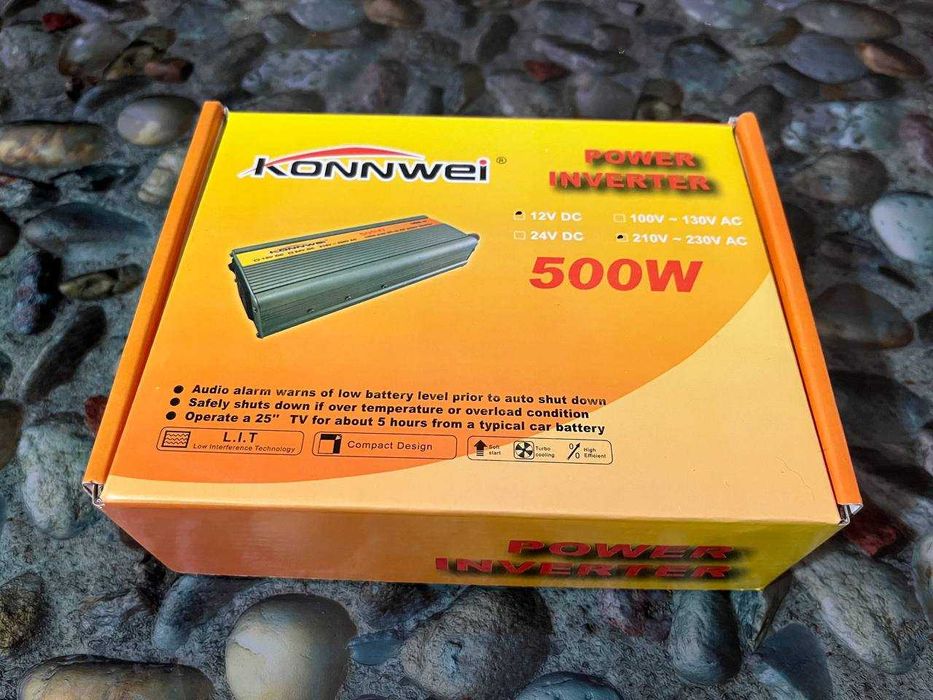 KONNWEi ®
POWER
INVERTER
12V DC
100V ~ 130V AC
24V DC
210V ~ 230V AC
500W
KONNWEI
500W
Audio alarm warns of low battery level prior to auto shut down
Safely shuts down if over temperature or overload condition
Operate a 25" TV for about 5 hours from a typical car battery
L.I.T
Low Interference Technology
Compact Design
Soft
start
Turbo
cooling
High
Efficient
POWER
INVERTER